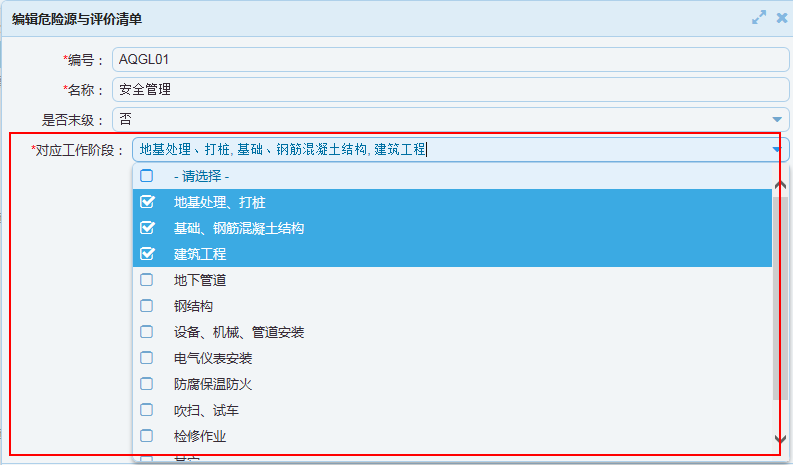 编辑危险源与评价清单
*编号： AQGL01
*名称： 安全管理
是否末级： 否
*对应工作阶段： 地基处理、打桩, 基础、钢筋混凝土结构, 建筑工程
- 请选择 -
地基处理、打桩
基础、钢筋混凝土结构
建筑工程
地下管道
钢结构
设备、机械、管道安装
电气仪表安装
防腐保温防火
吹扫、试车
检修作业